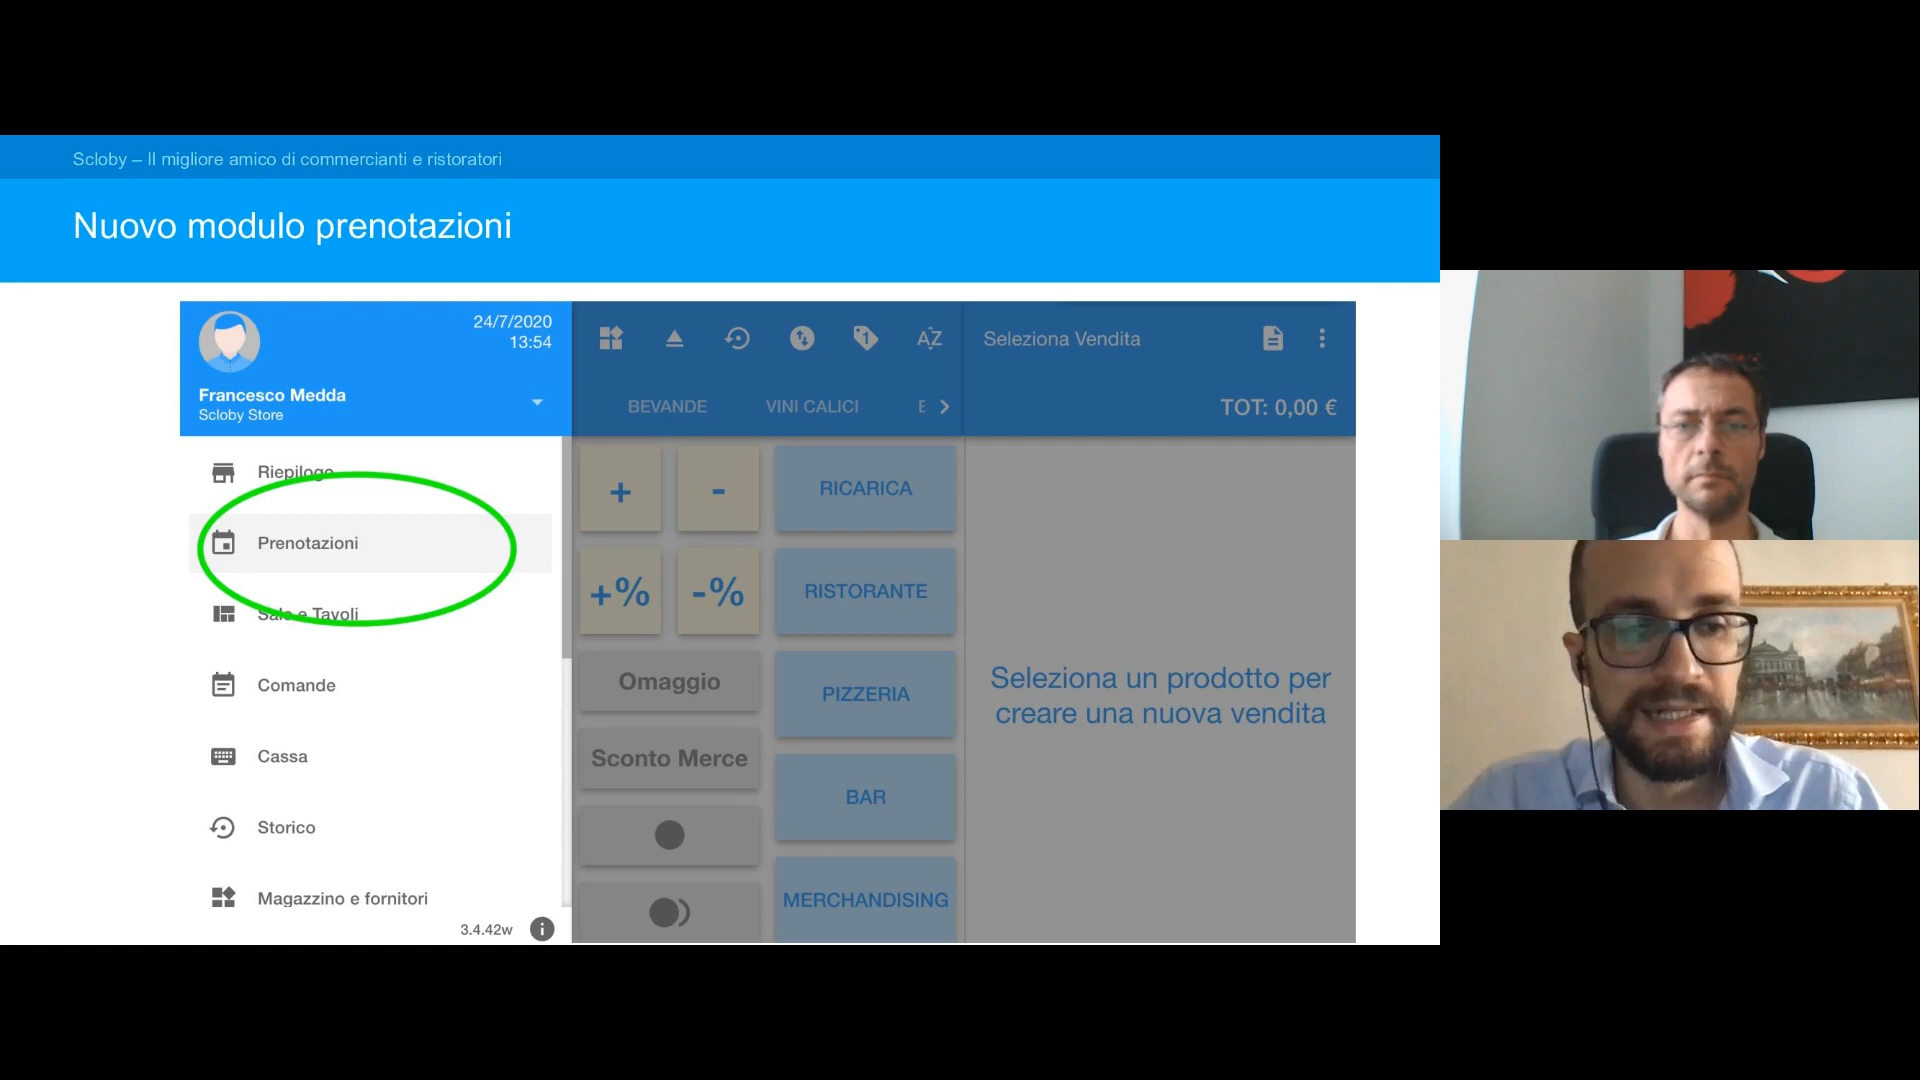 Scloby – Il migliore amico di commercianti e ristoratori
Nuovo modulo prenotazioni
24/7/2020
13:54
Francesco Medda
Scloby Store
Riepilogo
Prenotazioni
Sale e Tavoli
Comande
Cassa
Storico
Magazzino e fornitori
3.4.42w
1
AZ
Seleziona Vendita
BEVANDE
VINI CALICI
E
TOT: 0,00 €
+
-
RICARICA
+%
-%
RISTORANTE
Omaggio
PIZZERIA
Sconto Merce
BAR
MERCHANDISING
Seleziona un prodotto per
creare una nuova vendita